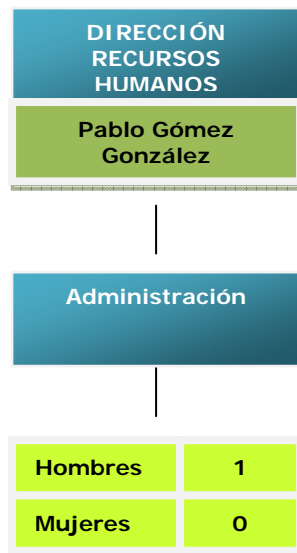 DIRECCIÓN
RECURSOS
HUMANOS
Pablo Gómez
González
Administración
Hombres 1
Mujeres 0